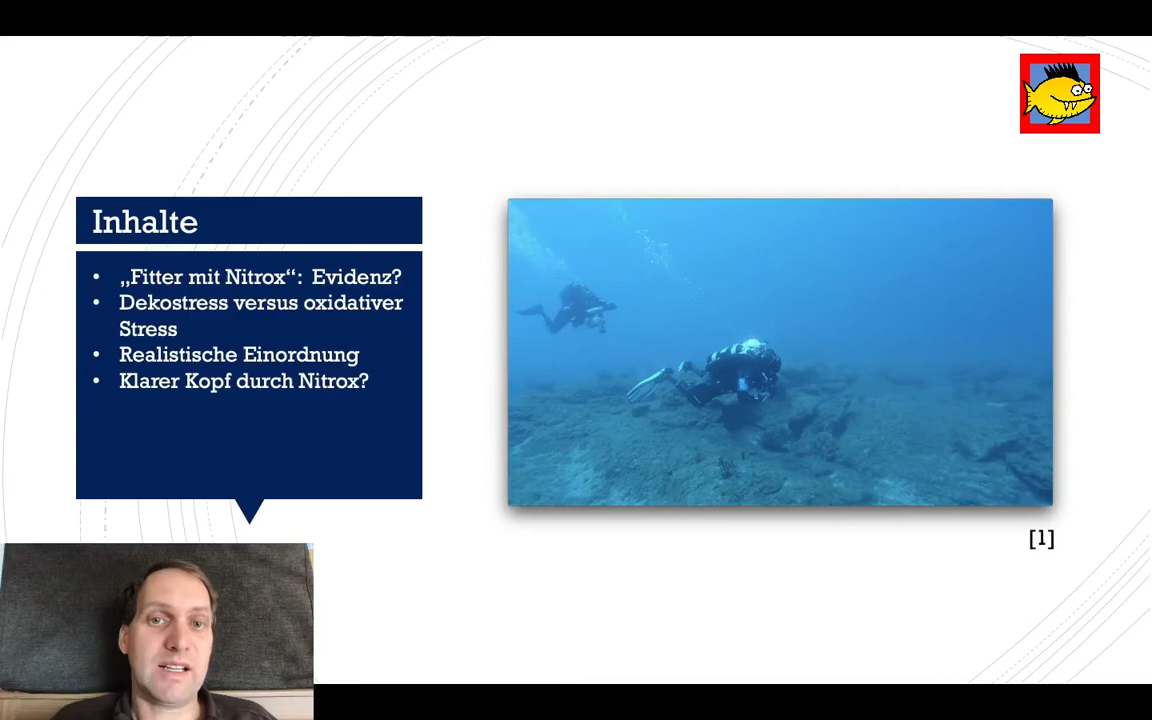 Inhalte
• „Fitter mit Nitrox“: Evidenz?
• Dekostress versus oxidativer
Stress
• Realistische Einordnung
• Klarer Kopf durch Nitrox?
[1]